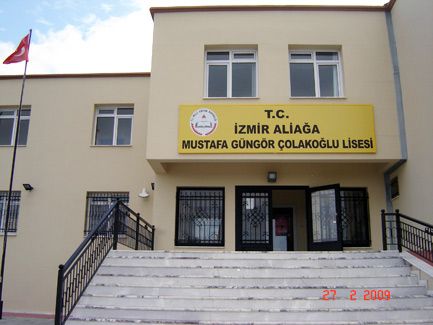 T.C.
İZMİR ALİAĞA
MUSTAFA GÜNGÖR ÇOLAKOĞLU LİSESİ
27 2 2009